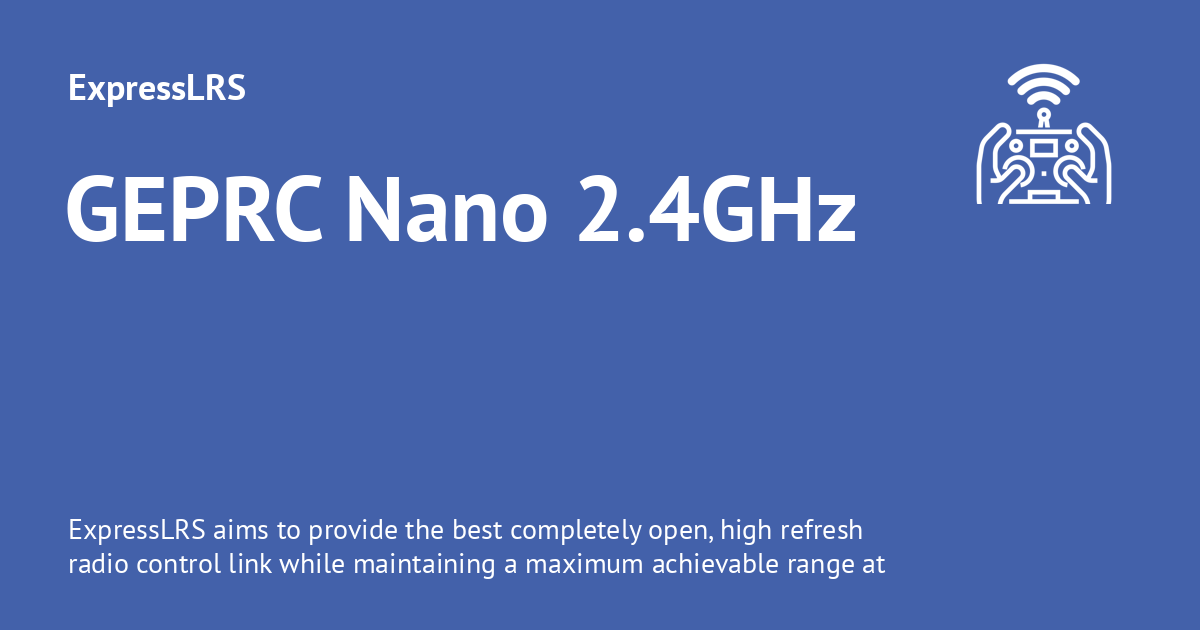 ExpressLRS
GEPRC Nano 2.4GHz
ExpressLRS aims to provide the best completely open, high refresh
radio control link while maintaining a maximum achievable range at